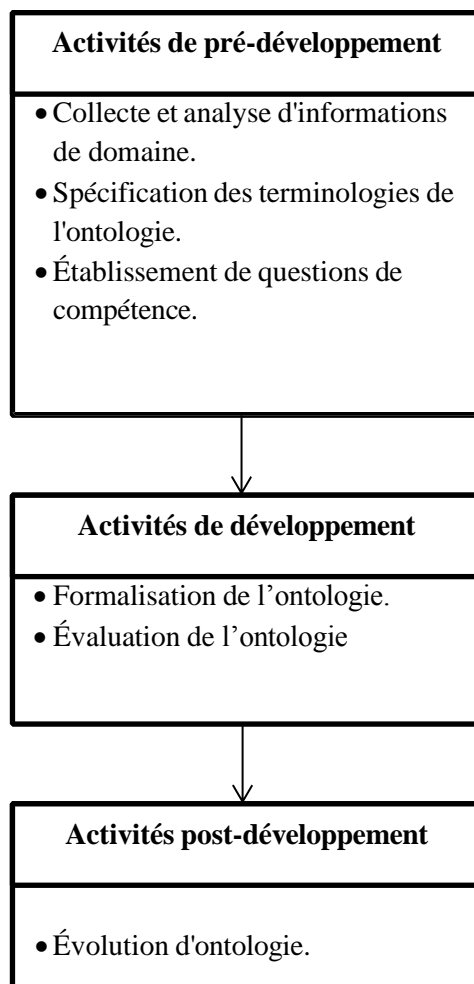 Activités de pré-développement
• Collecte et analyse d'informations
de domaine.
• Spécification des terminologies de
l'ontologie.
• Établissement de questions de
compétence.
Activités de développement
• Formalisation de l’ontologie.
• Évaluation de l’ontologie
Activités post-développement
• Évolution d'ontologie.